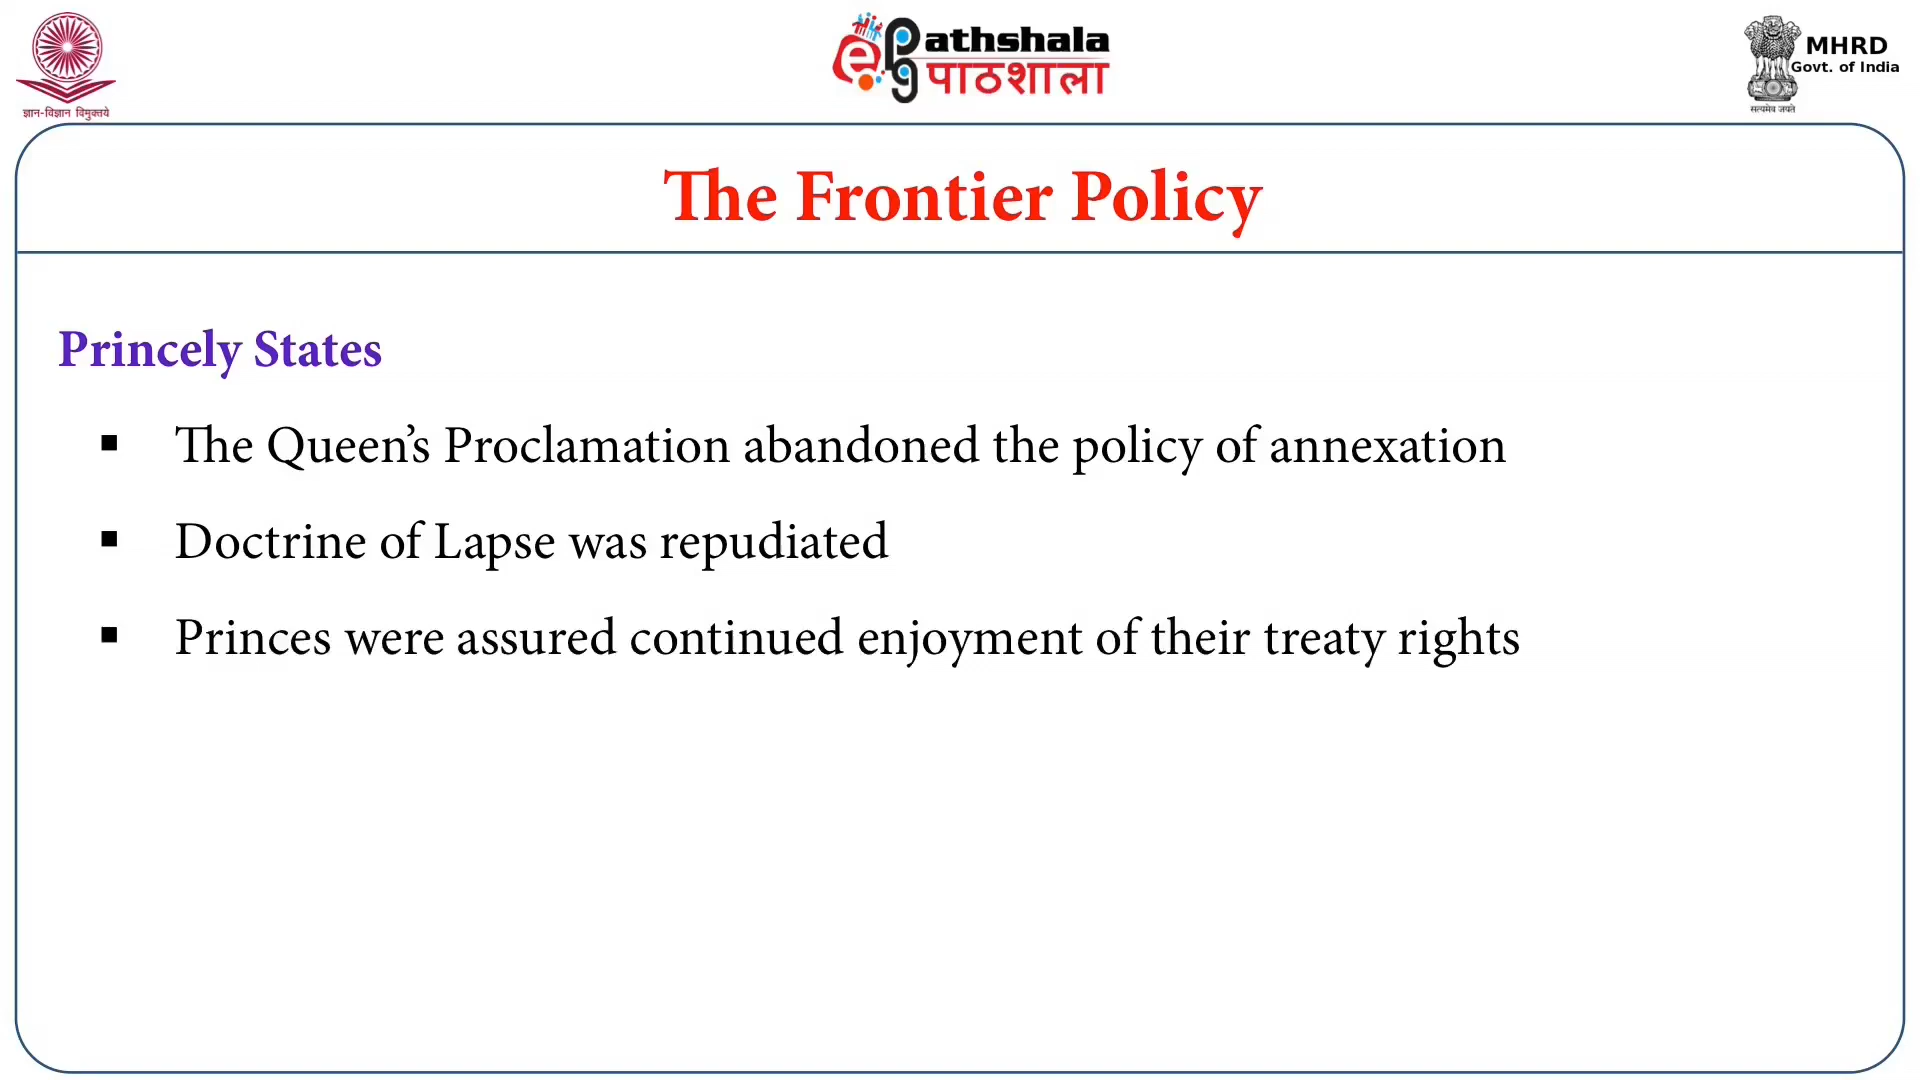 ज्ञान-विज्ञान विमुक्तये
e
pg
Pathshala
पाठशाला
MHRD
Govt. of India
सत्यमेव जयते
The Frontier Policy
Princely States
▪ The Queen’s Proclamation abandoned the policy of annexation
▪ Doctrine of Lapse was repudiated
▪ Princes were assured continued enjoyment of their treaty rights